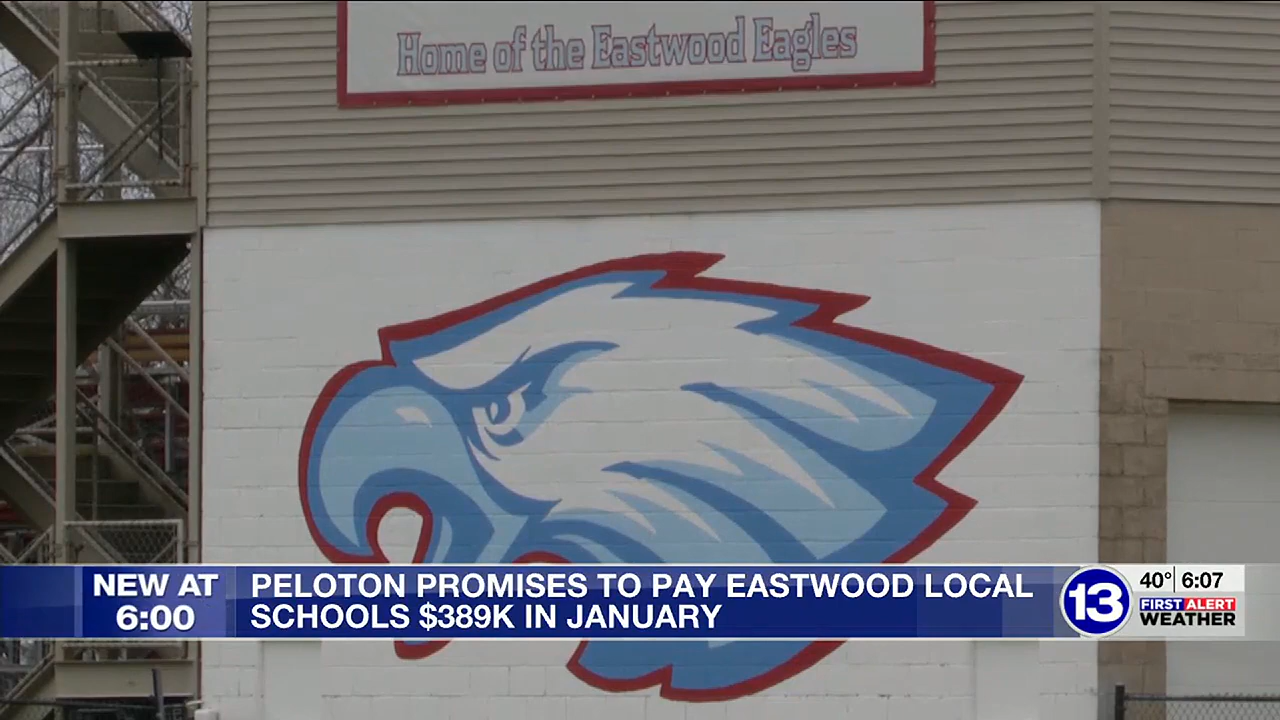 Home of the Eastwood Eagles
NEW AT
6:00
PELOTON PROMISES TO PAY EASTWOOD LOCAL
SCHOOLS $389K IN JANUARY
13
40° 6:07
FIRST ALERT
WEATHER